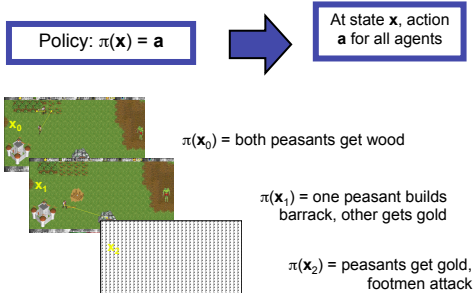 Policy: π(x) = a
At state x, action
a for all agents
x₀
π(x₀) = both peasants get wood
x₁
π(x₁) = one peasant builds
barrack, other gets gold
x₂
π(x₂) = peasants get gold,
footmen attack